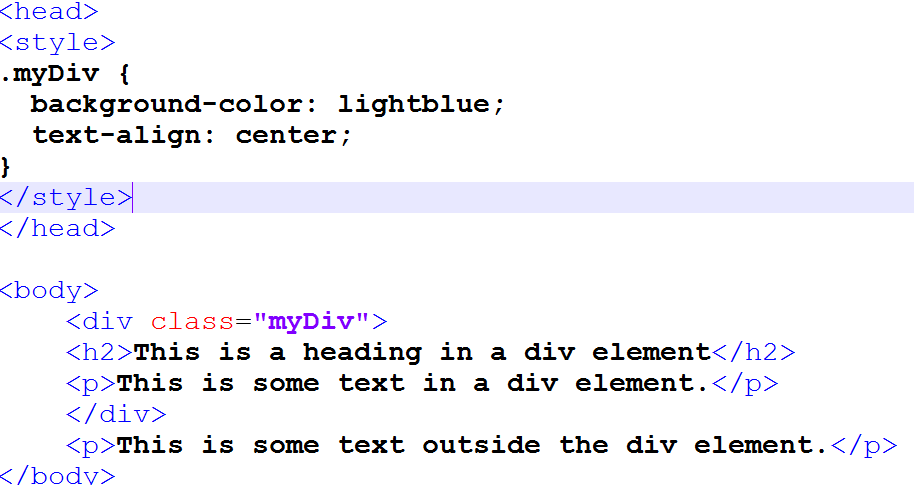 <head>
<style>
.myDiv {
  background-color: lightblue;
  text-align: center;
}
</style>
</head>

<body>
    <div class="myDiv">
    <h2>This is a heading in a div element</h2>
    <p>This is some text in a div element.</p>
    </div>
    <p>This is some text outside the div element.</p>
</body>